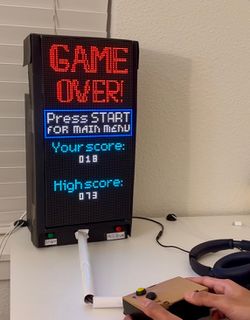 GAME
OVER!
Press START
FOR MAIN MENU
Your score:
018
High score:
073